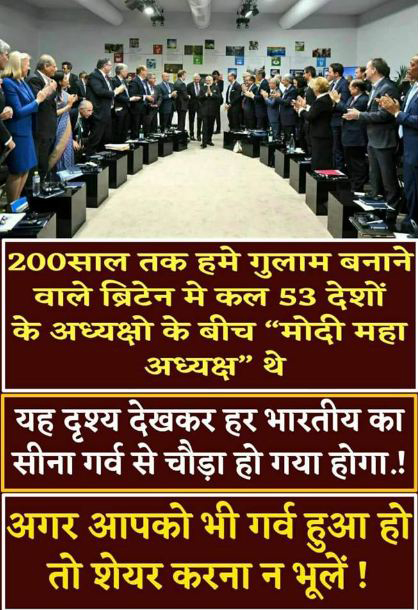 200साल तक हमे गुलाम बनाने
वाले ब्रिटेन मे कल 53 देशों
के अध्यक्षो के बीच “मोदी महा
अध्यक्ष” थे
यह दृश्य देखकर हर भारतीय का
सीना गर्व से चौड़ा हो गया होगा.!
अगर आपको भी गर्व हुआ हो
तो शेयर करना न भूलें !